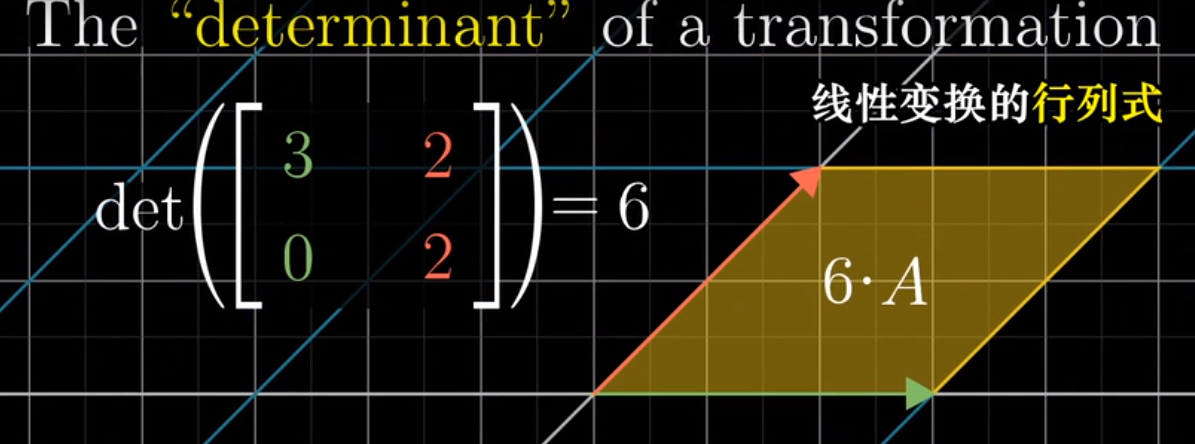 The “determinant” of a transformation
线性变换的行列式
det([3 2
0 2]) = 6
6·A